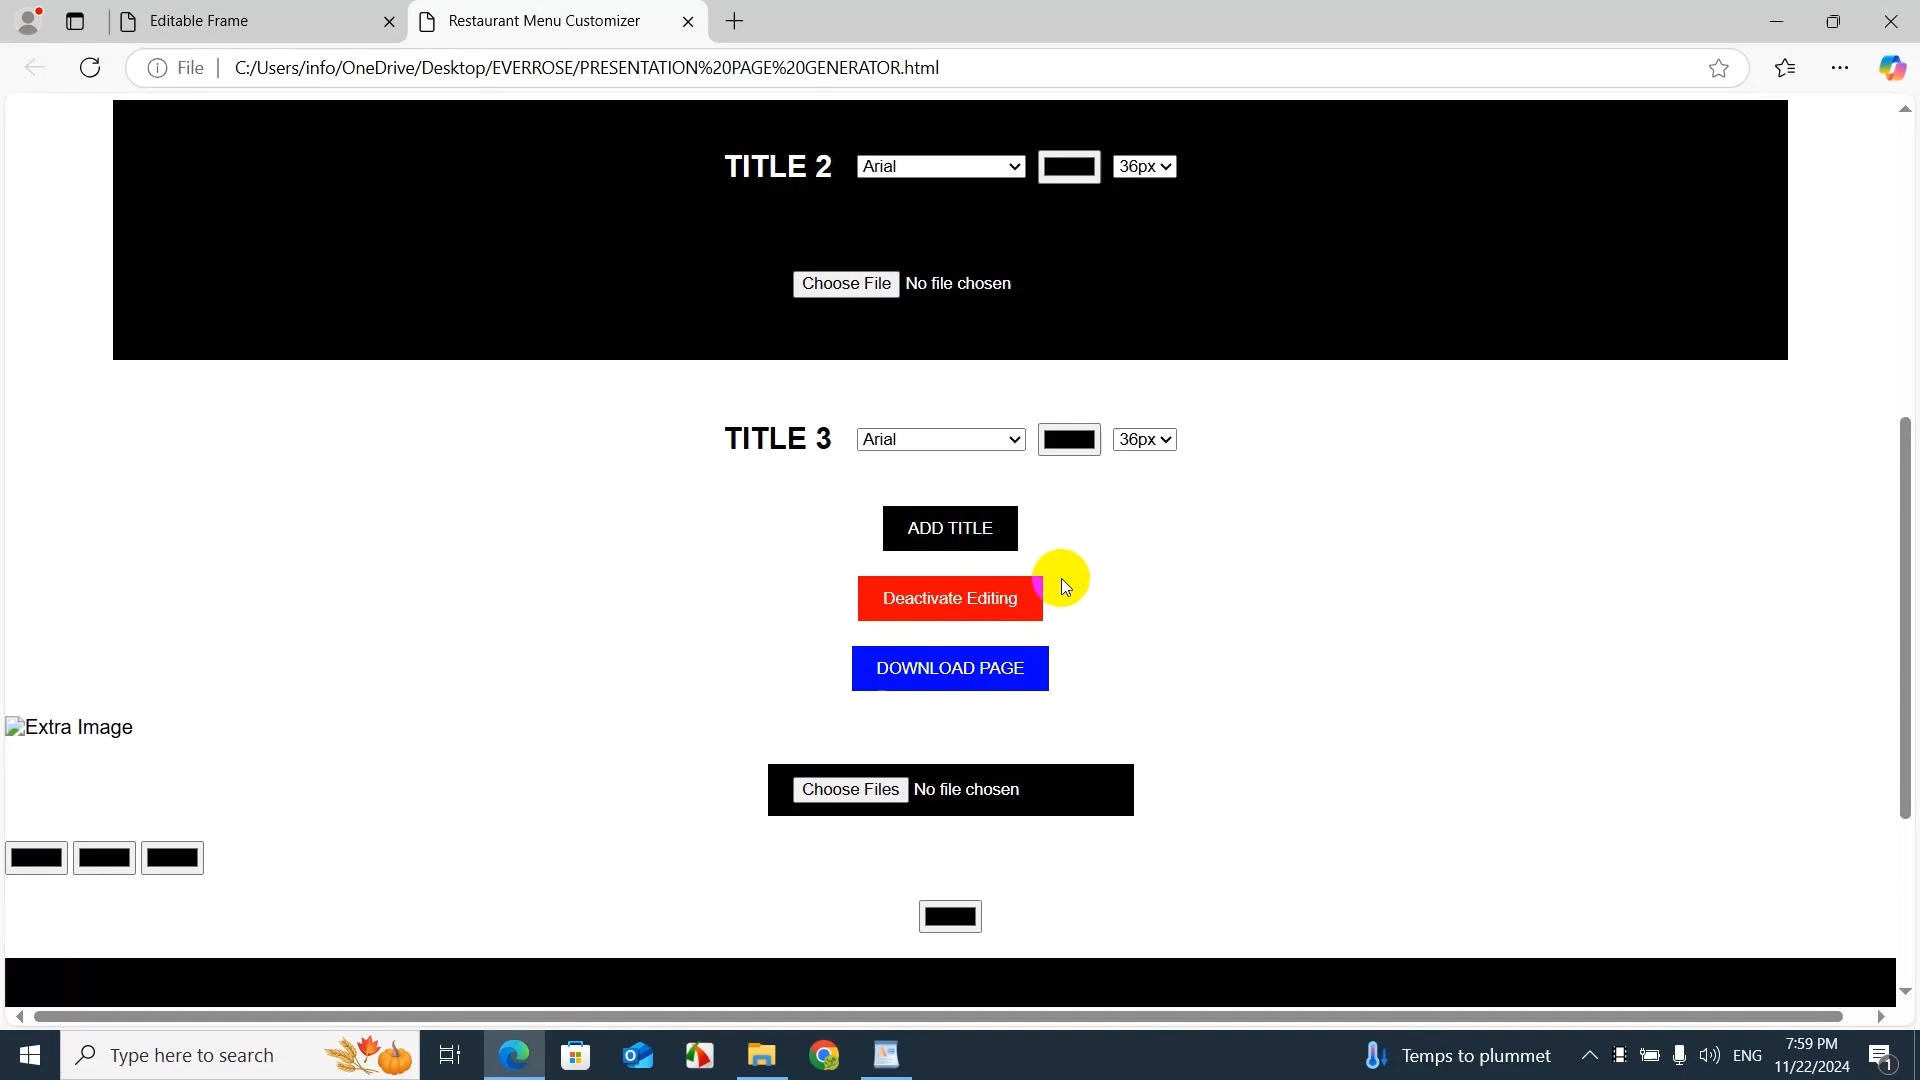 Editable Frame
Restaurant Menu Customizer
File
C:/Users/info/OneDrive/Desktop/EVERROSE/PRESENTATION%20PAGE%20GENERATOR.html
TITLE 2 Arial 36px
Choose File No file chosen
TITLE 3 Arial 36px
ADD TITLE
Deactivate Editing
DOWNLOAD PAGE
Extra Image
Choose Files No file chosen
Type here to search
Temps to plummet
ENG
7:59 PM
11/22/2024
1